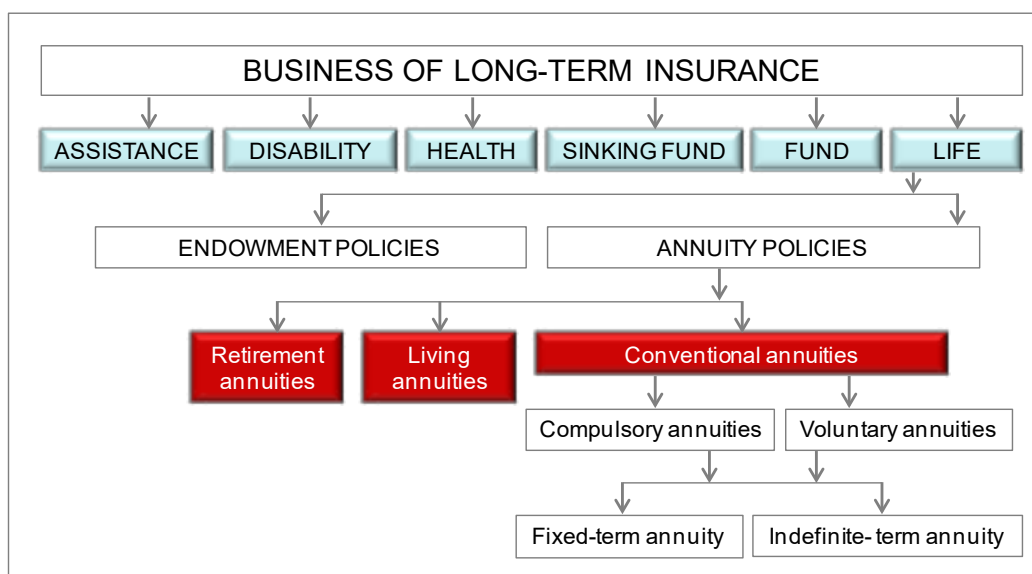 BUSINESS OF LONG-TERM INSURANCE
ASSISTANCE DISABILITY HEALTH SINKING FUND FUND LIFE
ENDOWMENT POLICIES ANNUITY POLICIES
Retirement
annuities
Living
annuities
Conventional annuities
Compulsory annuities Voluntary annuities
Fixed-term annuity Indefinite- term annuity